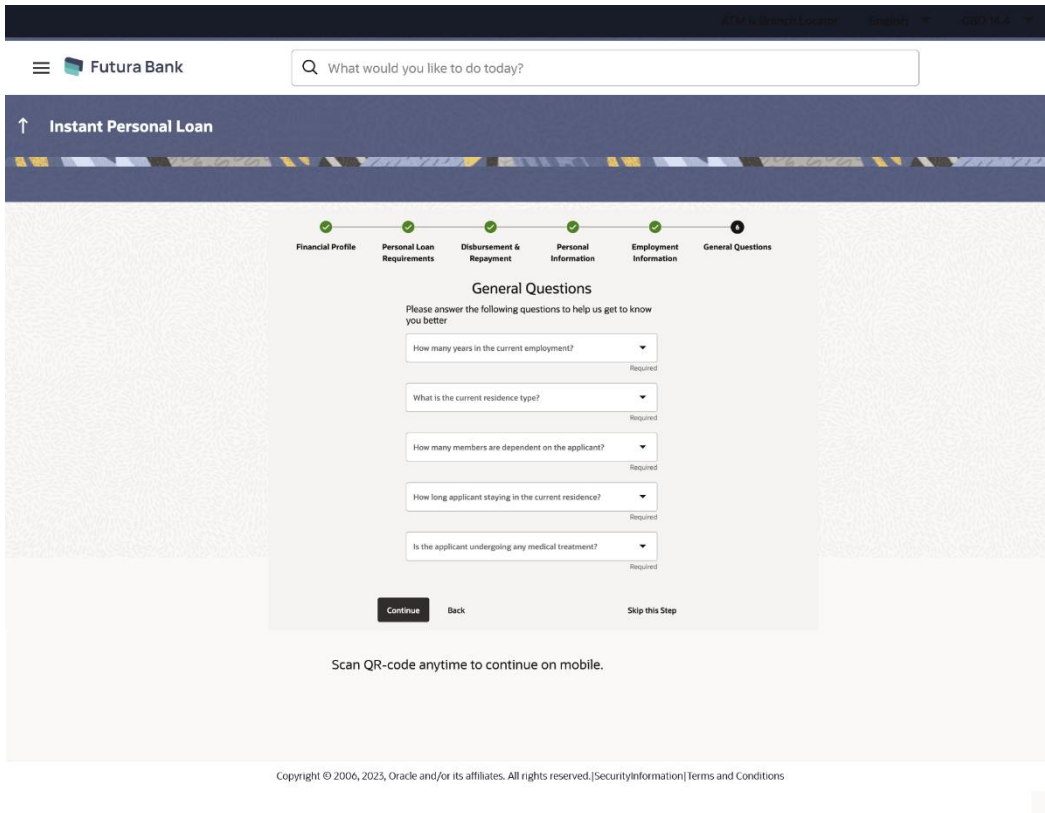 ATM & Branch Locator English
Futura Bank
What would you like to do today?
Instant Personal Loan
6
Financial Profile
Personal Loan
Requirements
Disbursement &
Repayment
Personal
Information
Employment
Information
General Questions
General Questions
Please answer the following questions to help us get to know
you better
How many years in the current employment?
Required
What is the current residence type?
Required
How many members are dependent on the applicant?
Required
How long applicant staying in the current residence?
Required
Is the applicant undergoing any medical treatment?
Required
Continue Back Skip this Step
Scan QR-code anytime to continue on mobile.
Copyright © 2006, 2023, Oracle and/or its affiliates. All rights reserved.|SecurityInformation|Terms and Conditions